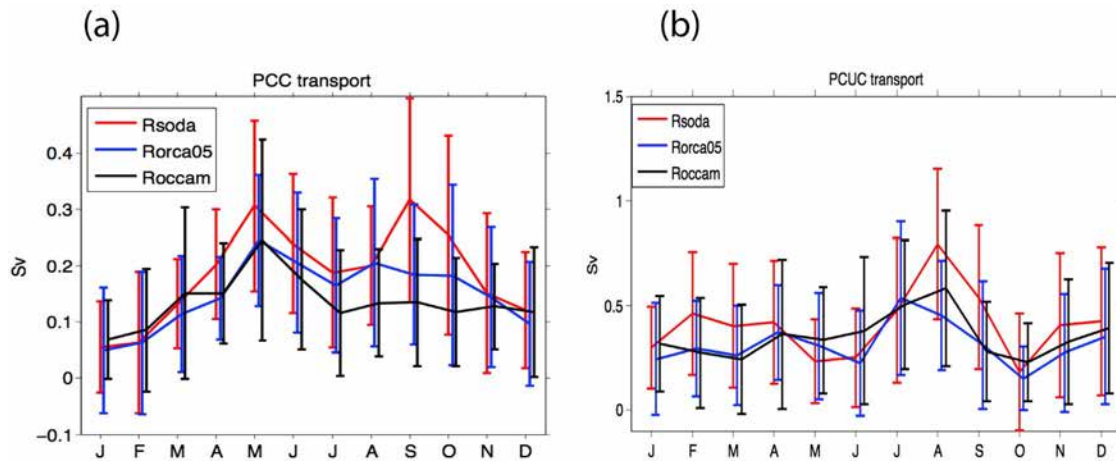 (a)
PCC transport
Rsoda
Rorca05
Roccam
Sv
0.4
0.3
0.2
0.1
0
−0.1
J F M A M J J A S O N D
(b)
PCUC transport
Rsoda
Rorca05
Roccam
Sv
1.5
1
0.5
0
J F M A M J J A S O N D